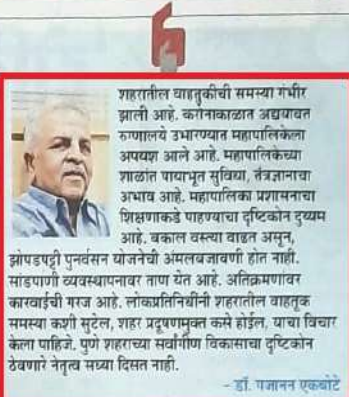 शहरातील वाहतुकीची समस्या गंभीर
झाली आहे. करोनाकाळात अद्ययावत
रुग्णालये उभारण्यात महापालिकेला
अपयश आले आहे. महापालिकेच्या
शाळांत पायाभूत सुविधा, तंत्रज्ञानाचा
अभाव आहे. महापालिका प्रशासनाचा
शिक्षणाकडे पाहण्याचा दृष्टिकोन दुय्यम
आहे. बकाल वस्त्या वाढत असून,
झोपडपट्टी पुनर्वसन योजनेची अंमलबजावणी होत नाही.
सांडपाणी व्यवस्थापनावर ताण येत आहे. अतिक्रमणांवर
कारवाईची गरज आहे. लोकप्रतिनिधींनी शहरातील वाहतूक
समस्या कशी सुटेल, शहर प्रदूषणमुक्त कसे होईल, याचा विचार
केला पाहिजे. पुणे शहराच्या सर्वांगीण विकासाचा दृष्टिकोन
ठेवणारे नेतृत्व सध्या दिसत नाही.
- डॉ. गजानन एकबोटे